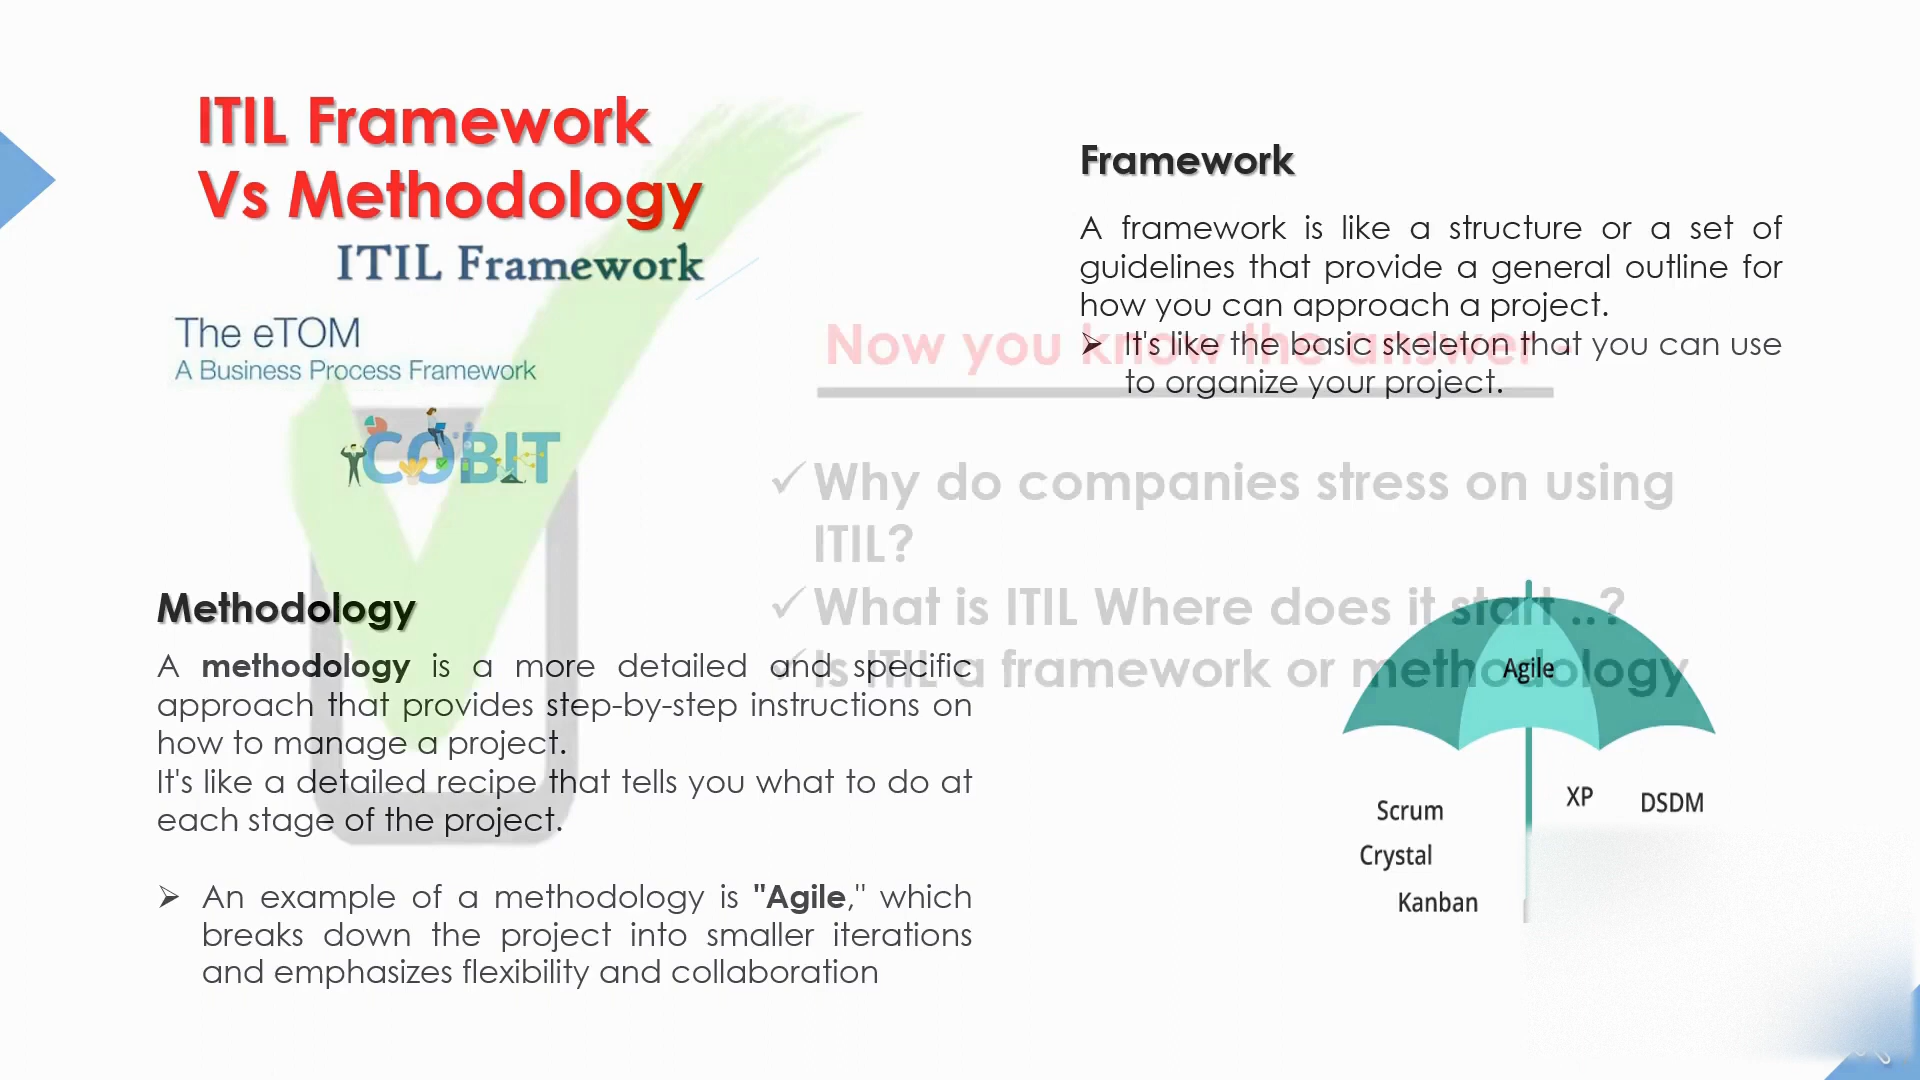 ITIL Framework
Vs Methodology
ITIL Framework
The eTOM
A Business Process Framework
COBIT
Framework
A framework is like a structure or a set of
guidelines that provide a general outline for
how you can approach a project.
➢ It's like the basic skeleton that you can use
to organize your project.
Now you know the answer -
✓Why do companies stress on using
ITIL?
✓What is ITIL Where does it start ..?
✓Is ITIL a framework or methodology
Methodology
A methodology is a more detailed and specific
approach that provides step-by-step instructions on
how to manage a project.
It's like a detailed recipe that tells you what to do at
each stage of the project.
➢ An example of a methodology is "Agile," which
breaks down the project into smaller iterations
and emphasizes flexibility and collaboration
Agile
Scrum
XP
DSDM
Crystal
Kanban